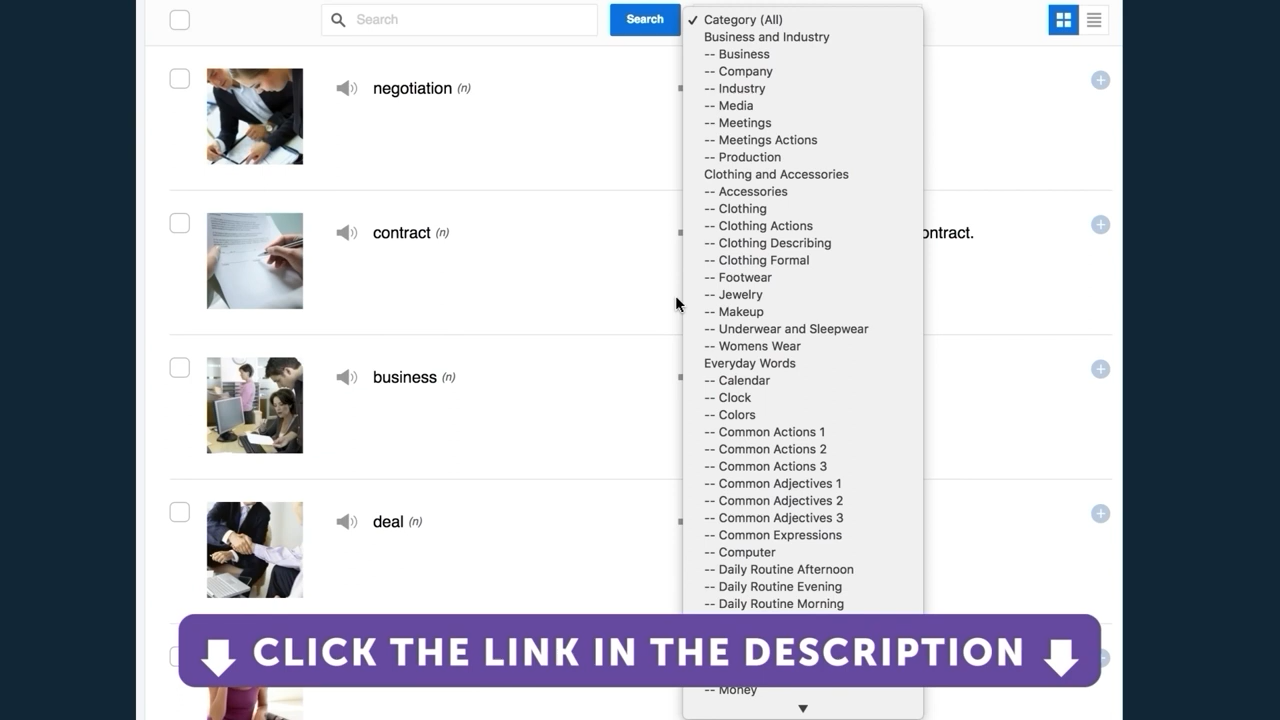 Search
Search
✓ Category (All)
Business and Industry
-- Business
-- Company
-- Industry
-- Media
-- Meetings
-- Meetings Actions
-- Production
Clothing and Accessories
-- Accessories
-- Clothing
-- Clothing Actions
-- Clothing Describing
-- Clothing Formal
-- Footwear
-- Jewelry
-- Makeup
-- Underwear and Sleepwear
-- Womens Wear
Everyday Words
-- Calendar
-- Clock
-- Colors
-- Common Actions 1
-- Common Actions 2
-- Common Actions 3
-- Common Adjectives 1
-- Common Adjectives 2
-- Common Adjectives 3
-- Common Expressions
-- Computer
-- Daily Routine Afternoon
-- Daily Routine Evening
-- Daily Routine Morning
-- Money
negotiation (n)
contract (n)
ontract.
business (n)
deal (n)
CLICK THE LINK IN THE DESCRIPTION